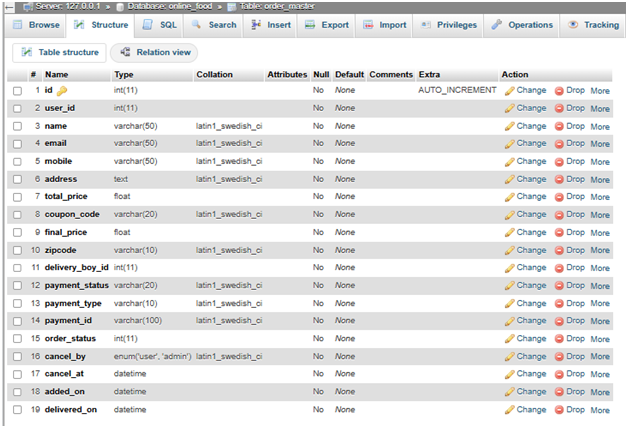 Server: 127.0.0.1 » Database: online_food » Table: order_master
Browse Structure SQL Search Insert Export Import Privileges Operations Tracking
Table structure Relation view
# Name Type Collation Attributes Null Default Comments Extra Action
1 id int(11) No None AUTO_INCREMENT Change Drop More
2 user_id int(11) No None Change Drop More
3 name varchar(50) latin1_swedish_ci No None Change Drop More
4 email varchar(50) latin1_swedish_ci No None Change Drop More
5 mobile varchar(50) latin1_swedish_ci No None Change Drop More
6 address text latin1_swedish_ci No None Change Drop More
7 total_price float No None Change Drop More
8 coupon_code varchar(20) latin1_swedish_ci No None Change Drop More
9 final_price float No None Change Drop More
10 zipcode varchar(10) latin1_swedish_ci No None Change Drop More
11 delivery_boy_id int(11) No None Change Drop More
12 payment_status varchar(20) latin1_swedish_ci No None Change Drop More
13 payment_type varchar(10) latin1_swedish_ci No None Change Drop More
14 payment_id varchar(100) latin1_swedish_ci No None Change Drop More
15 order_status int(11) No None Change Drop More
16 cancel_by enum('user', 'admin') latin1_swedish_ci No None Change Drop More
17 cancel_at datetime No None Change Drop More
18 added_on datetime No None Change Drop More
19 delivered_on datetime No None Change Drop More